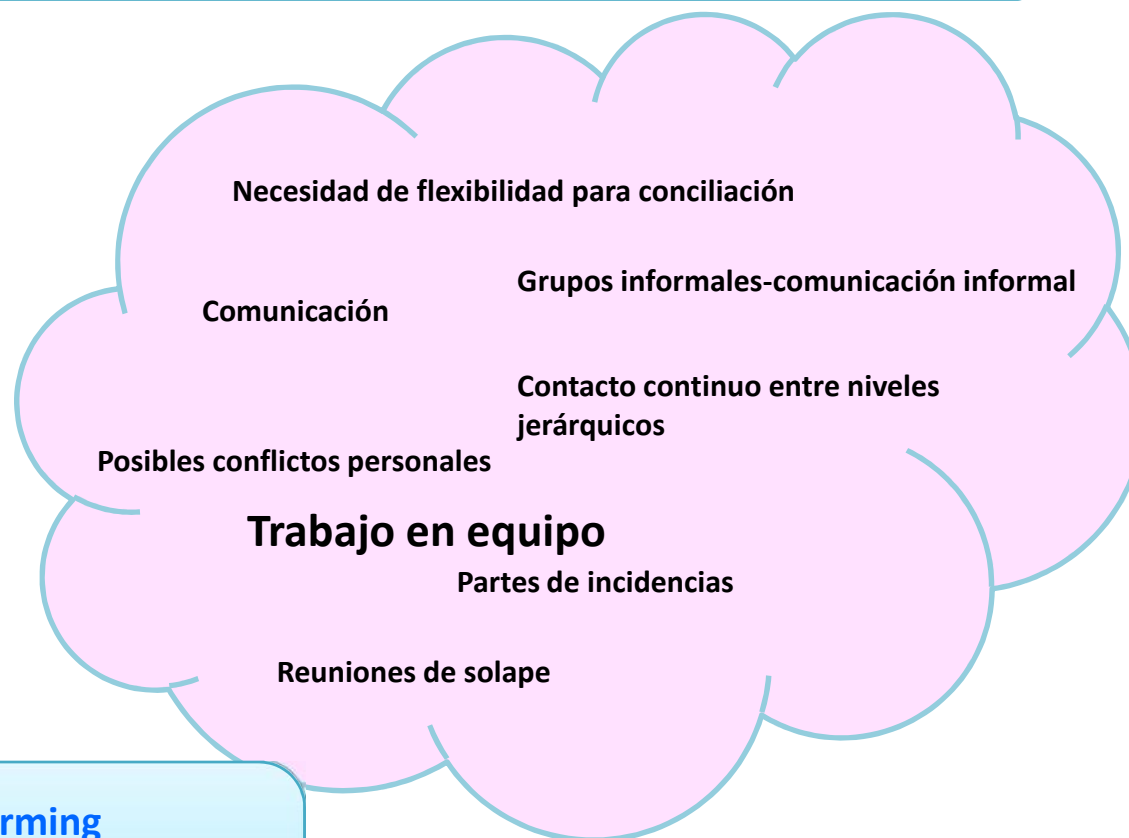 Necesidad de flexibilidad para conciliación
Grupos informales-comunicación informal
Comunicación
Contacto continuo entre niveles
jerárquicos
Posibles conflictos personales
Trabajo en equipo
Partes de incidencias
Reuniones de solape
rming